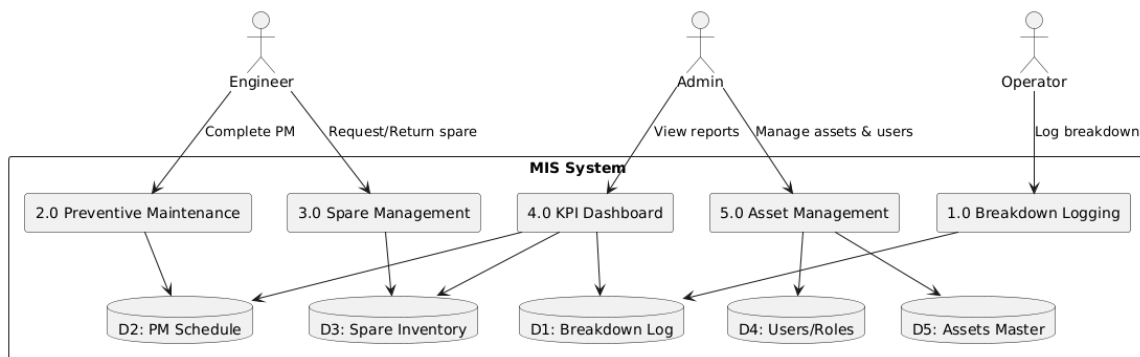 Engineer
Admin
Operator
Complete PM
Request/Return spare
View reports
Manage assets & users
Log breakdown
MIS System
2.0 Preventive Maintenance
3.0 Spare Management
4.0 KPI Dashboard
5.0 Asset Management
1.0 Breakdown Logging
D2: PM Schedule
D3: Spare Inventory
D1: Breakdown Log
D4: Users/Roles
D5: Assets Master